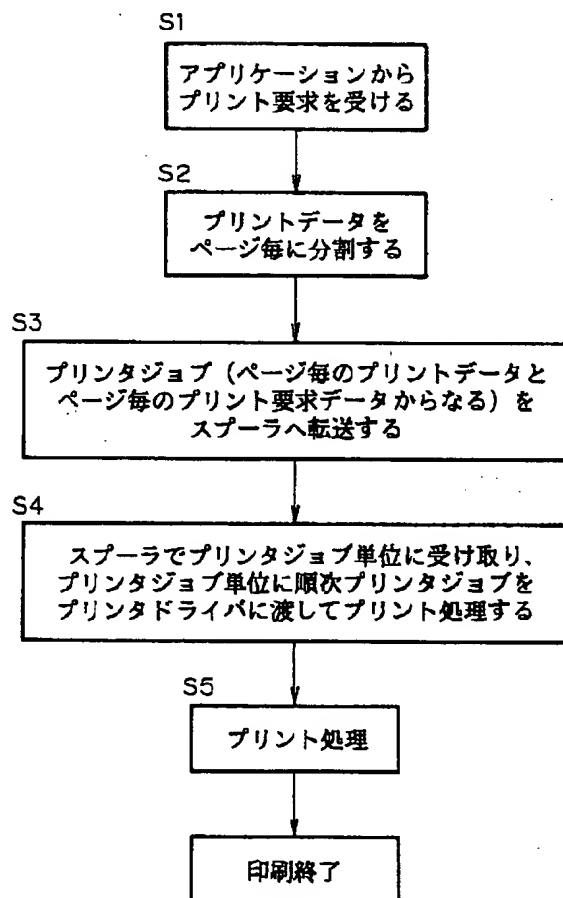 S1
アプリケーションから
プリント要求を受ける
S2
プリントデータを
ページ毎に分割する
S3
プリンタジョブ（ページ毎のプリントデータと
ページ毎のプリント要求データからなる）を
スプーラへ転送する
S4
スプーラでプリンタジョブ単位に受け取り、
プリンタジョブ単位に順次プリンタジョブを
プリンタドライバに渡してプリント処理する
S5
プリント処理
印刷終了